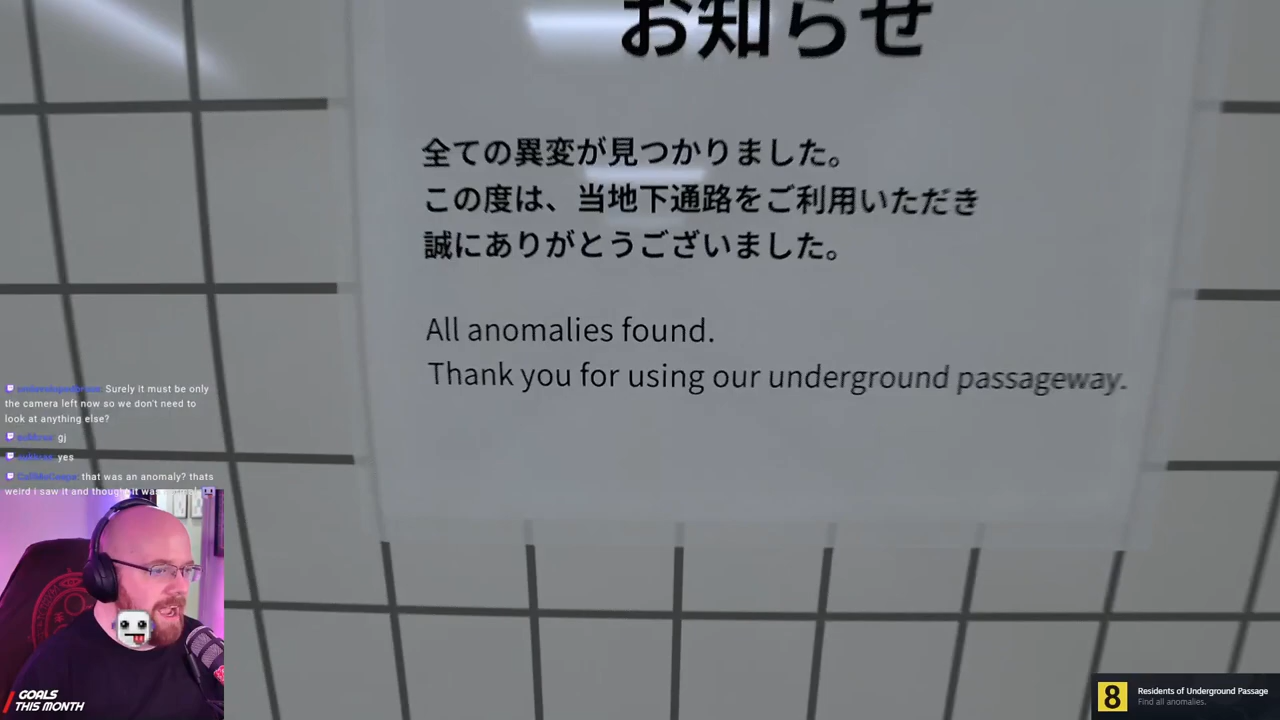 お知らせ
全ての異変が見つかりました。
この度は、当地下通路をご利用いただき
誠にありがとうございました。
All anomalies found.
Thank you for using our underground passageway.
Surely it must be only
the camera left now so we don't need to
look at anything else?
gj
yes
that was an anomaly? thats
weird i saw it and though it was
GOALS
THIS MONTH
8
Residents of Underground Passage
Find all anomalies.